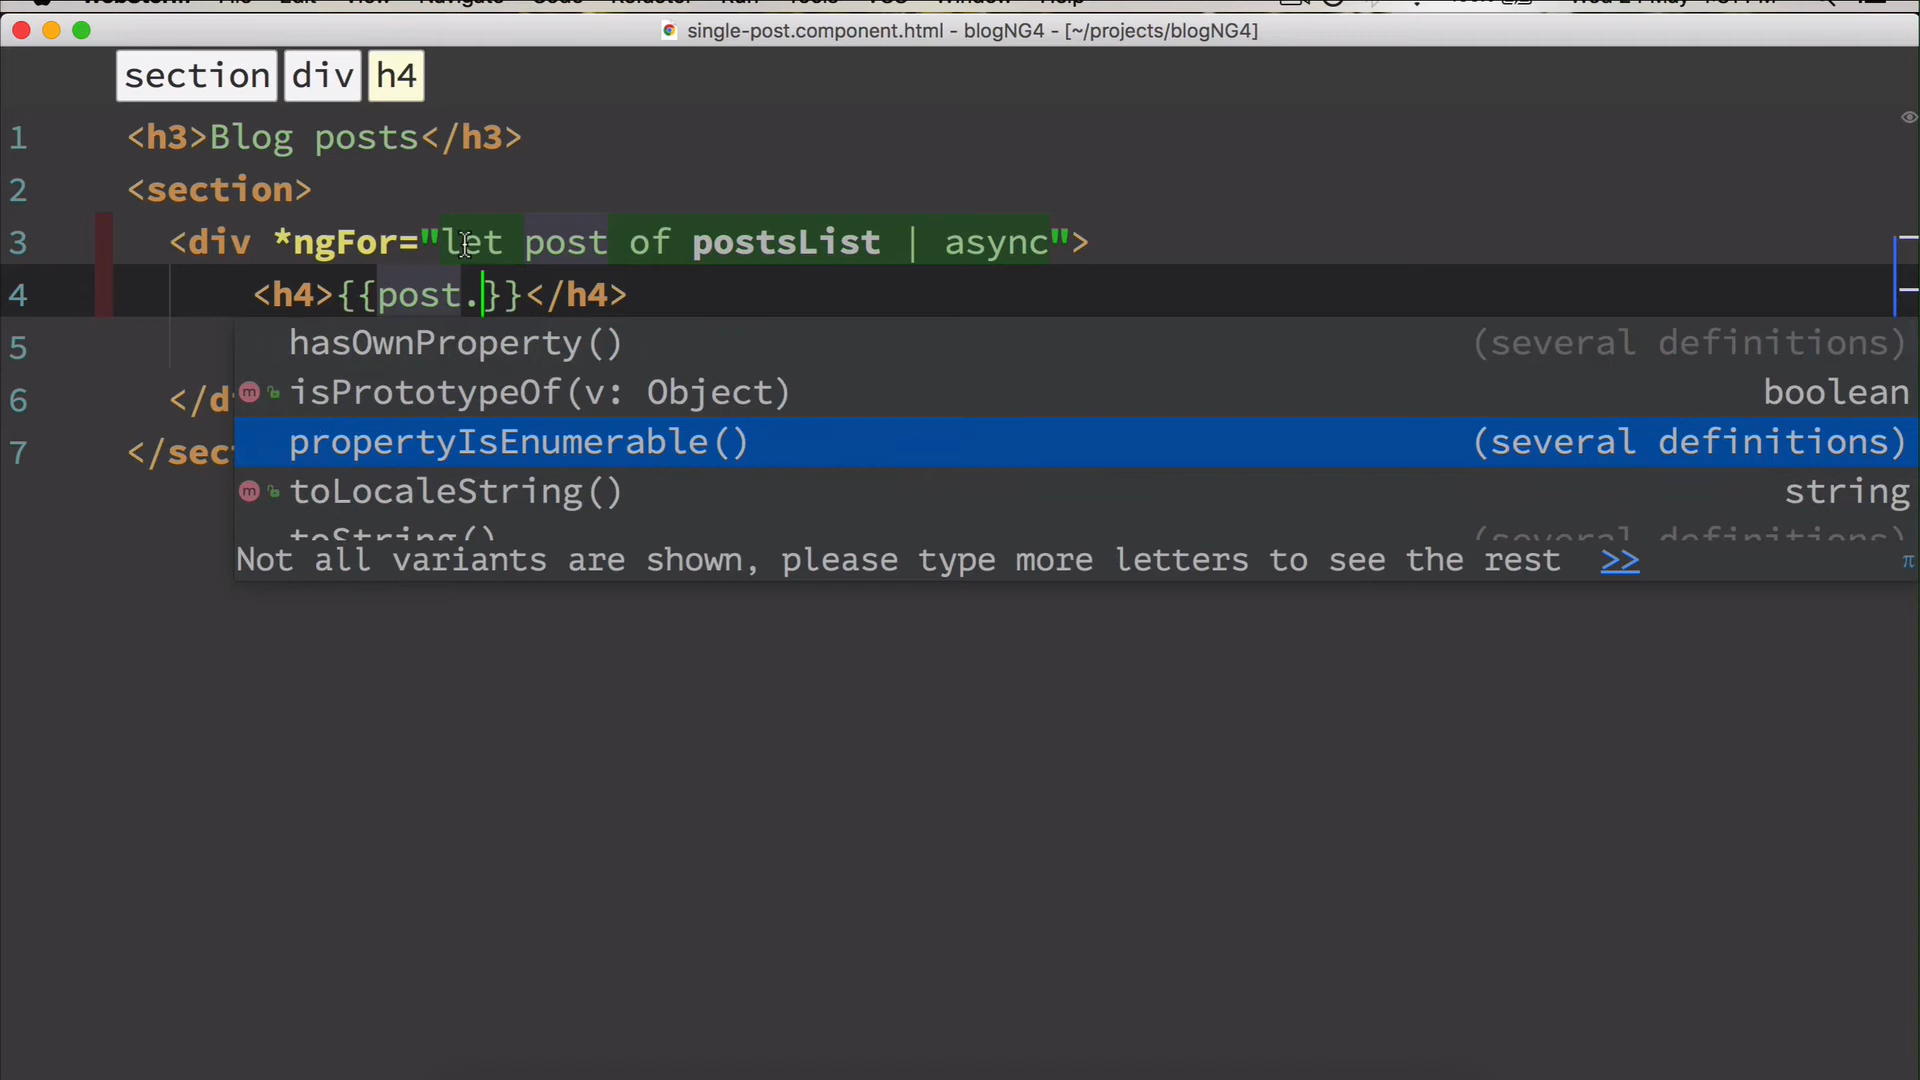 single-post.component.html - blogNG4 - [~/projects/blogNG4]
section div h4
1 <h3>Blog posts</h3>
2 <section>
3 <div *ngFor="let post of postsList | async">
4 <h4>{{post.}}</h4>
5
hasOwnProperty() (several definitions)
m isPrototypeOf(v: Object) boolean
6 </d
propertyIsEnumerable() (several definitions)
7 </sec
m toLocaleString() string
toString() (several definitions)
Not all variants are shown, please type more letters to see the rest >> π